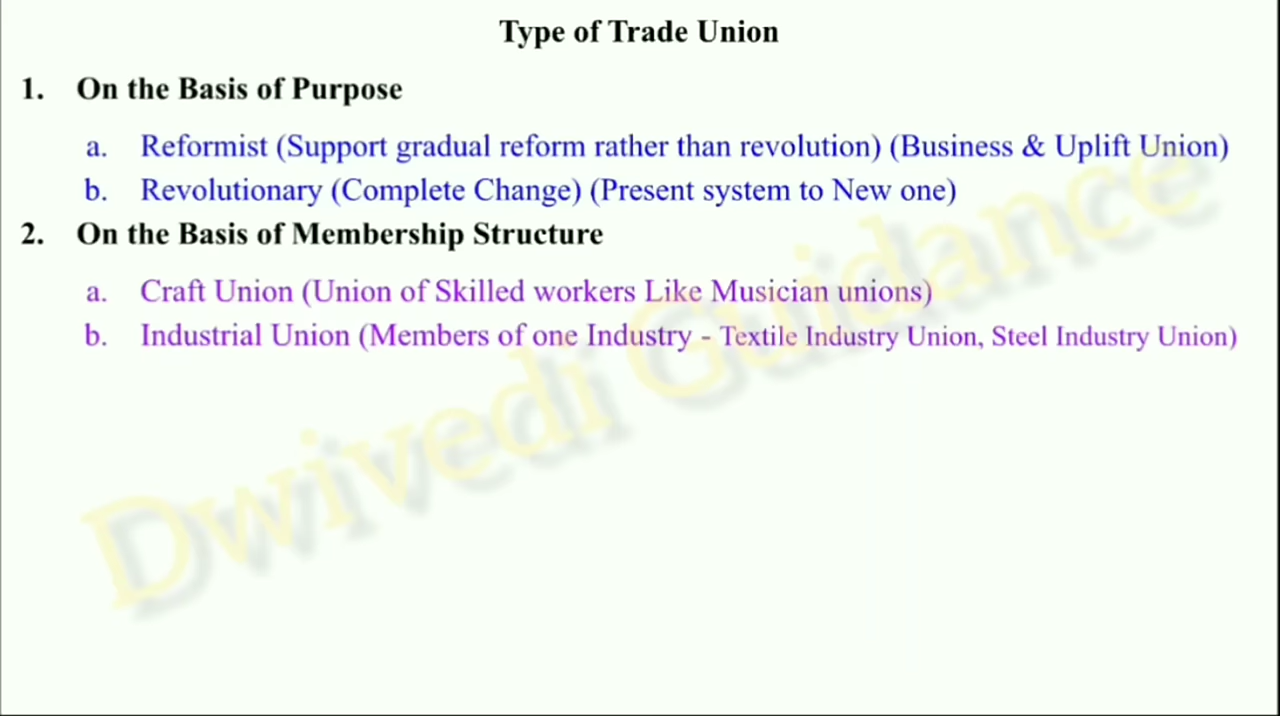 Type of Trade Union
1. On the Basis of Purpose
a. Reformist (Support gradual reform rather than revolution) (Business & Uplift Union)
b. Revolutionary (Complete Change) (Present system to New one)
2. On the Basis of Membership Structure
a. Craft Union (Union of Skilled workers Like Musician unions)
b. Industrial Union (Members of one Industry - Textile Industry Union, Steel Industry Union)
Dwivedi Guidance